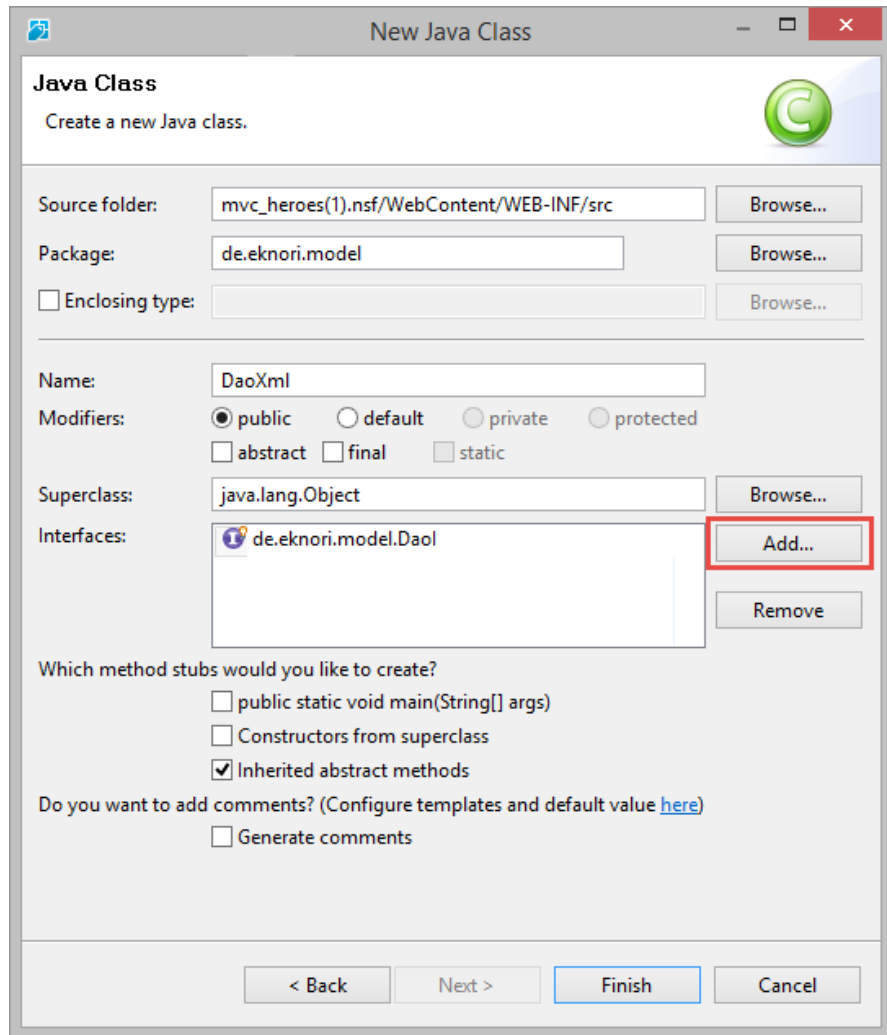 New Java Class
Java Class
Create a new Java class.
C
Source folder: mvc_heroes(1).nsf/WebContent/WEB-INF/src Browse...
Package: de.eknori.model Browse...
Enclosing type: Browse...
Name: DaoXml
Modifiers: public default private protected
abstract final static
Superclass: java.lang.Object Browse...
Interfaces: I de.eknori.model.DaoI Add...
Remove
Which method stubs would you like to create?
public static void main(String[] args)
Constructors from superclass
Inherited abstract methods
Do you want to add comments? (Configure templates and default value here)
Generate comments
< Back Next > Finish Cancel